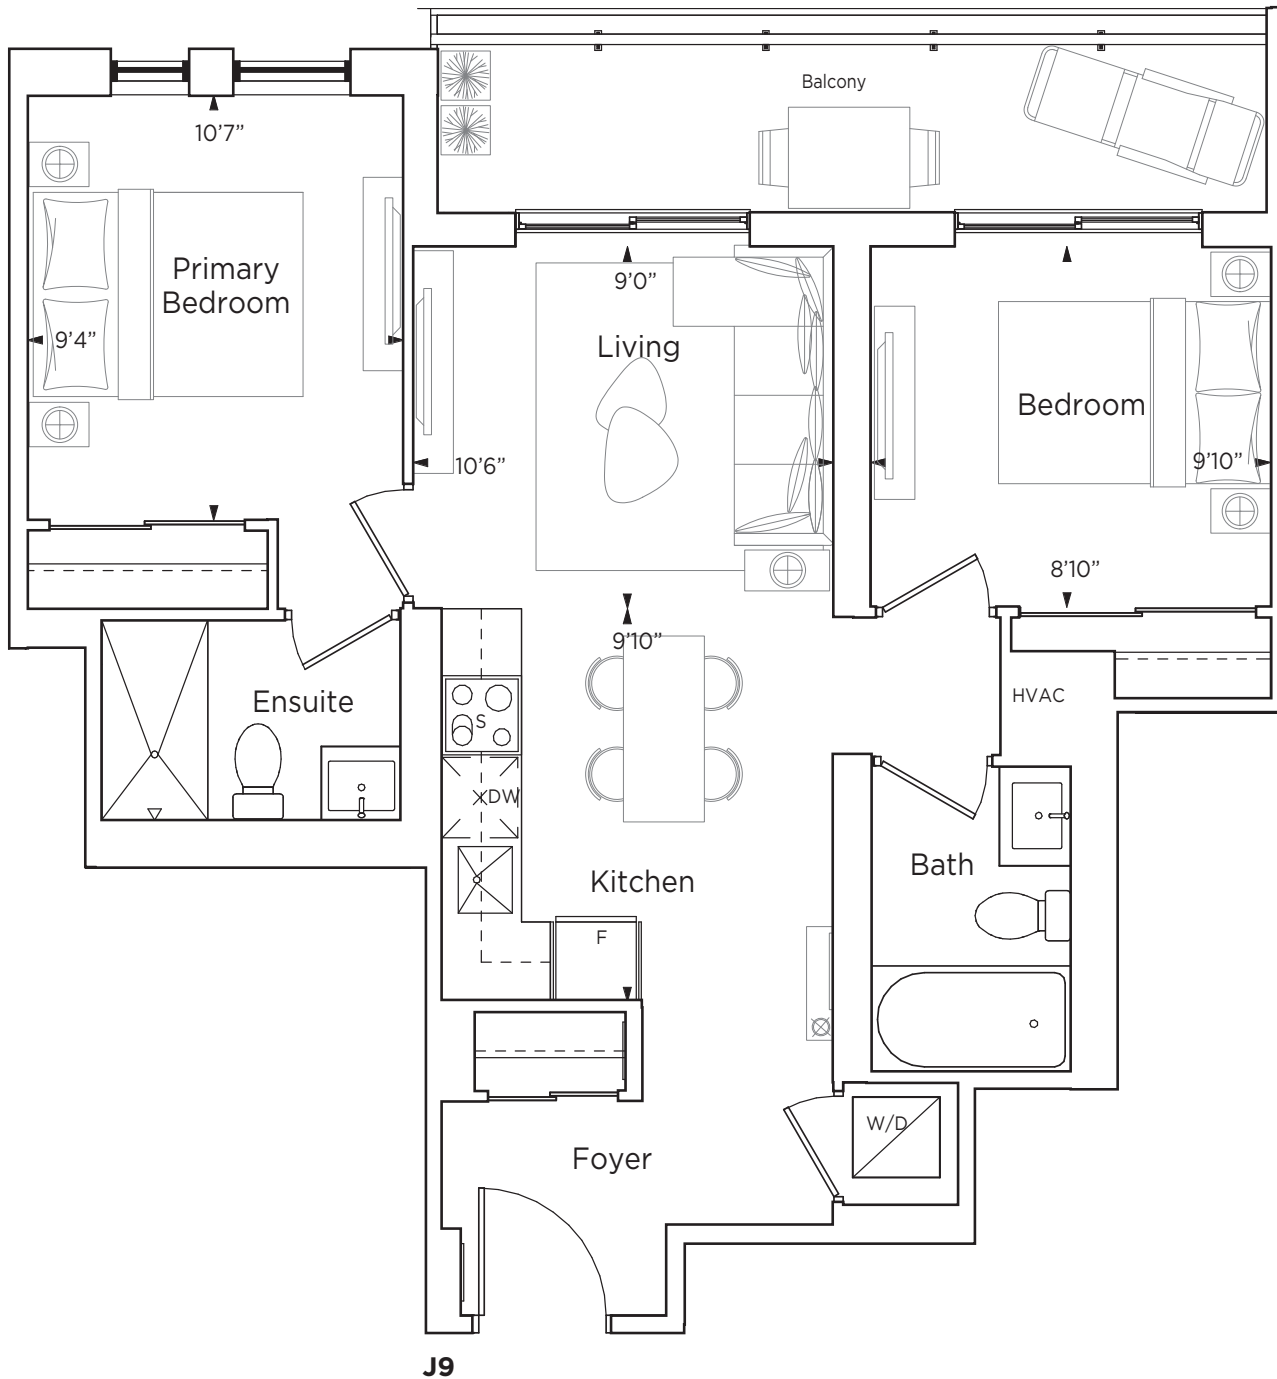 Balcony
10’7”
Primary
Bedroom
9’0”
9’4”
Living
Bedroom
10’6”
9’10”
8’10”
9’10”
Ensuite
HVAC
S
DW
Bath
Kitchen
F
W/D
Foyer
J9